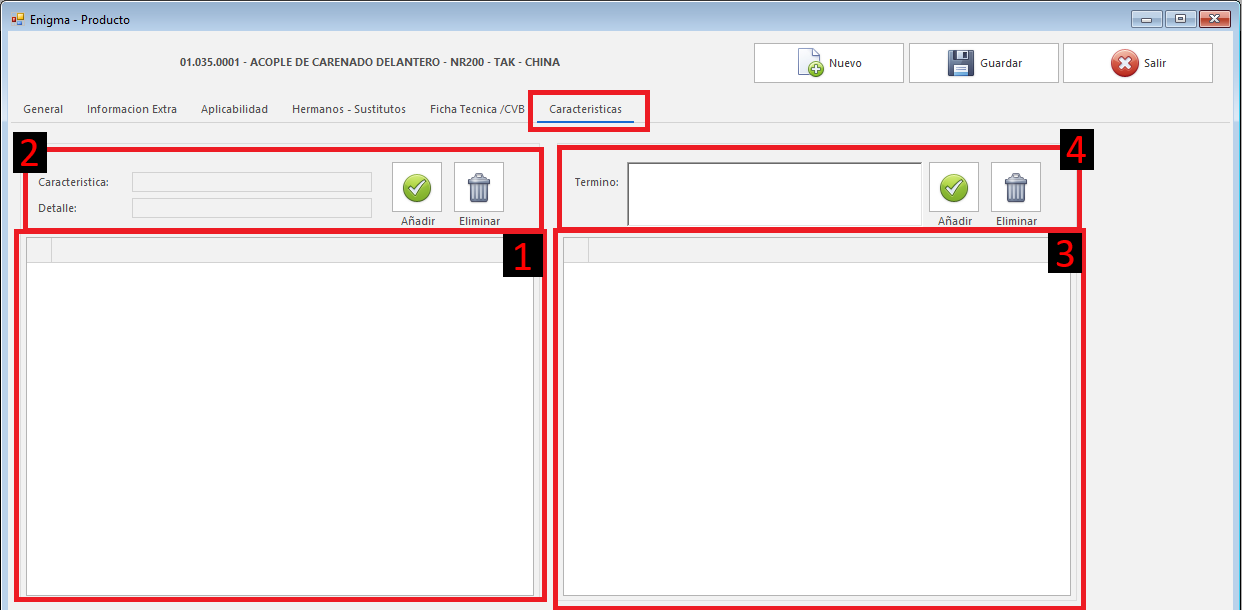 Enigma - Producto
01.035.0001 - ACOPLE DE CARENADO DELANTERO - NR200 - TAK - CHINA
Nuevo
Guardar
Salir
General
Informacion Extra
Aplicabilidad
Hermanos - Sustitutos
Ficha Tecnica /CVB
Caracteristicas
2
Caracteristica:
Detalle:
Añadir
Eliminar
4
Termino:
Añadir
Eliminar
1
3